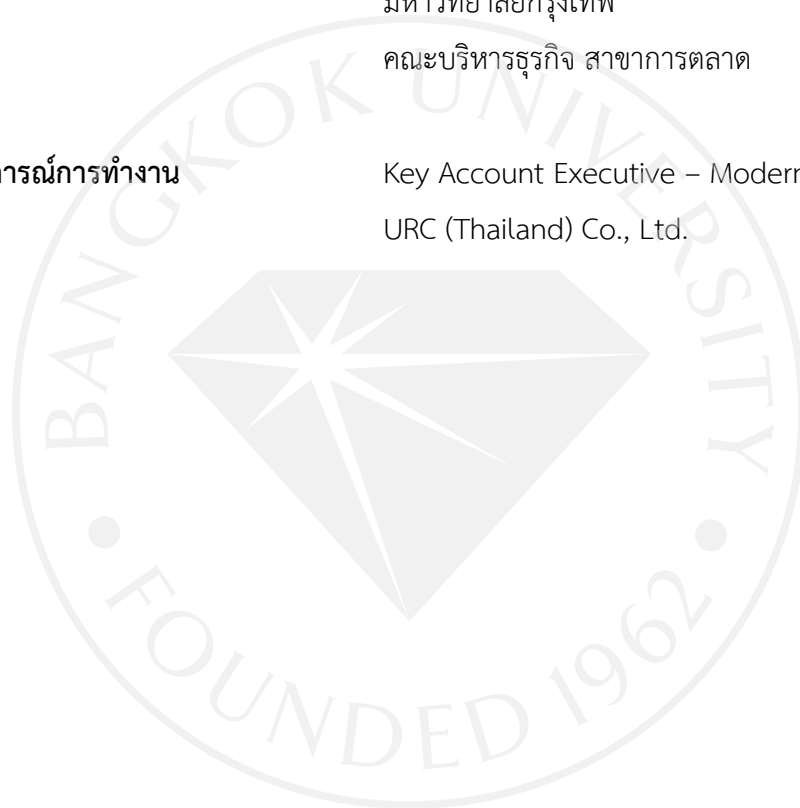 มหาวิทยาลัยกรุงเทพ
คณะบริหารธุรกิจ สาขาการตลาด
ารณ์การทำงาน
Key Account Executive – Modern
URC (Thailand) Co., Ltd.
BANGKOK UNIVERSITY
FOUNDED 1962